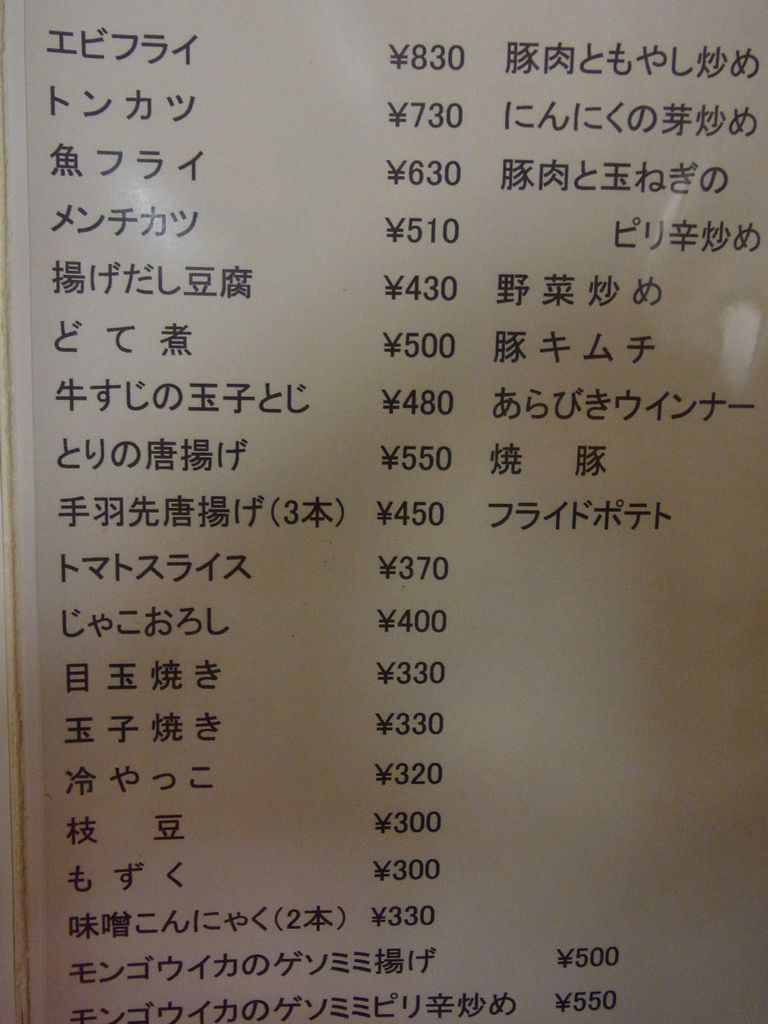 エビフライ ¥830
トンカツ ¥730
魚フライ ¥630
メンチカツ ¥510
揚げだし豆腐 ¥430
どて煮 ¥500
牛すじの玉子とじ ¥480
とりの唐揚げ ¥550
手羽先唐揚げ(3本) ¥450
トマトスライス ¥370
じゃこおろし ¥400
目玉焼き ¥330
玉子焼き ¥330
冷やっこ ¥320
枝豆 ¥300
もずく ¥300
味噌こんにゃく(2本) ¥330
モンゴウイカのゲソミミ揚げ ¥500
モンゴウイカのゲソミミピリ辛炒め ¥550
豚肉ともやし炒め
にんにくの芽炒め
豚肉と玉ねぎの
ピリ辛炒め
野菜炒め
豚キムチ
あらびきウインナー
焼豚
フライドポテト